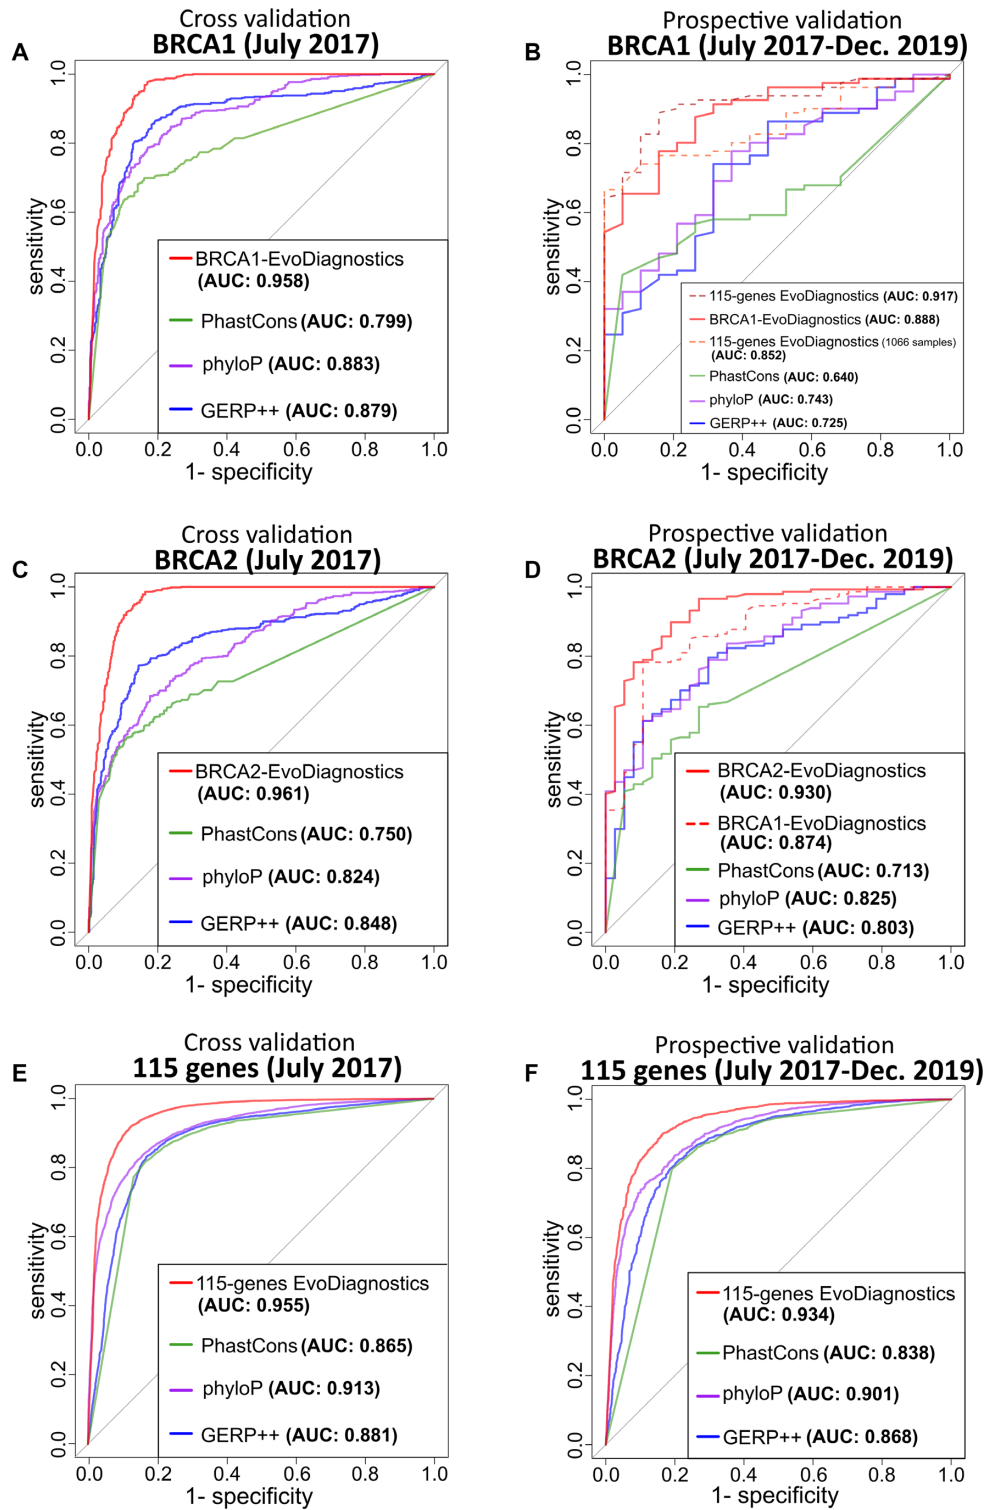 A
Cross validation
BRCA1 (July 2017)
sensitivity
0.0 0.2 0.4 0.6 0.8 1.0
BRCA1-EvoDiagnostics
(AUC: 0.958)
PhastCons (AUC: 0.799)
phyloP (AUC: 0.883)
GERP++ (AUC: 0.879)
0.0 0.2 0.4 0.6 0.8 1.0
1- specificity
B
Prospective validation
BRCA1 (July 2017-Dec. 2019)
sensitivity
0.0 0.2 0.4 0.6 0.8 1.0
115-genes EvoDiagnostics (AUC: 0.917)
BRCA1-EvoDiagnostics (AUC: 0.888)
115-genes EvoDiagnostics (1066 samples)
(AUC: 0.852)
PhastCons (AUC: 0.640)
phyloP (AUC: 0.743)
GERP++ (AUC: 0.725)
0.0 0.2 0.4 0.6 0.8 1.0
1- specificity
C
Cross validation
BRCA2 (July 2017)
sensitivity
0.0 0.2 0.4 0.6 0.8 1.0
BRCA2-EvoDiagnostics
(AUC: 0.961)
PhastCons (AUC: 0.750)
phyloP (AUC: 0.824)
GERP++ (AUC: 0.848)
0.0 0.2 0.4 0.6 0.8 1.0
1- specificity
D
Prospective validation
BRCA2 (July 2017-Dec. 2019)
sensitivity
0.0 0.2 0.4 0.6 0.8 1.0
BRCA2-EvoDiagnostics
(AUC: 0.930)
BRCA1-EvoDiagnostics
(AUC: 0.874)
PhastCons (AUC: 0.713)
phyloP (AUC: 0.825)
GERP++ (AUC: 0.803)
0.0 0.2 0.4 0.6 0.8 1.0
1- specificity
E
Cross validation
115 genes (July 2017)
sensitivity
0.0 0.2 0.4 0.6 0.8 1.0
115-genes EvoDiagnostics
(AUC: 0.955)
PhastCons (AUC: 0.865)
phyloP (AUC: 0.913)
GERP++ (AUC: 0.881)
0.0 0.2 0.4 0.6 0.8 1.0
1- specificity
F
Prospective validation
115 genes (July 2017-Dec. 2019)
sensitivity
0.0 0.2 0.4 0.6 0.8 1.0
115-genes EvoDiagnostics
(AUC: 0.934)
PhastCons (AUC: 0.838)
phyloP (AUC: 0.901)
GERP++ (AUC: 0.868)
0.0 0.2 0.4 0.6 0.8 1.0
1- specificity